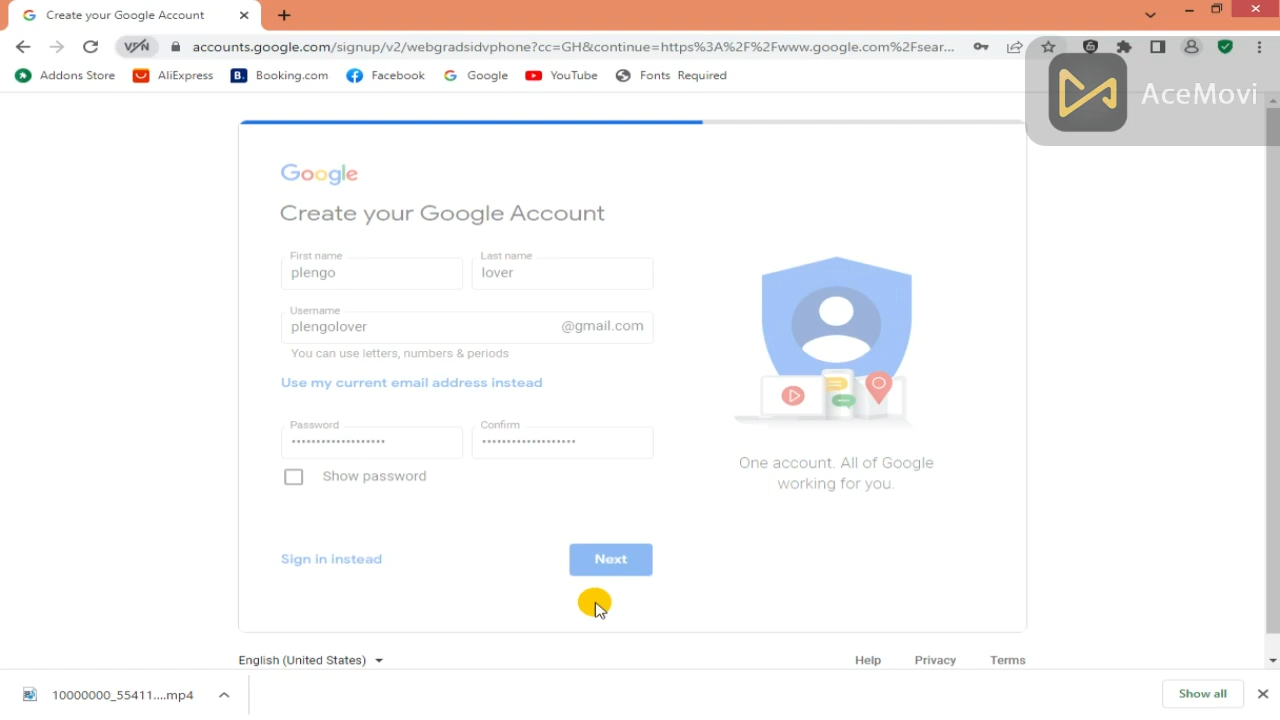 Create your Google Account
VPN
accounts.google.com/signup/v2/webgradsidvphone?cc=GH&continue=https%3A%2F%2Fwww.google.com%2Fsear...
Addons Store
AliExpress
B.
Booking.com
Facebook
Google
YouTube
Fonts Required
AceMovi
Google
Create your Google Account
First name
plengo
Last name
lover
Username
plengolover
@gmail.com
You can use letters, numbers & periods
Use my current email address instead
Password
•••••••••••••••••••
Confirm
•••••••••••••••••••
Show password
One account. All of Google
working for you.
Sign in instead
Next
English (United States)
Help
Privacy
Terms
10000000_55411....mp4
Show all